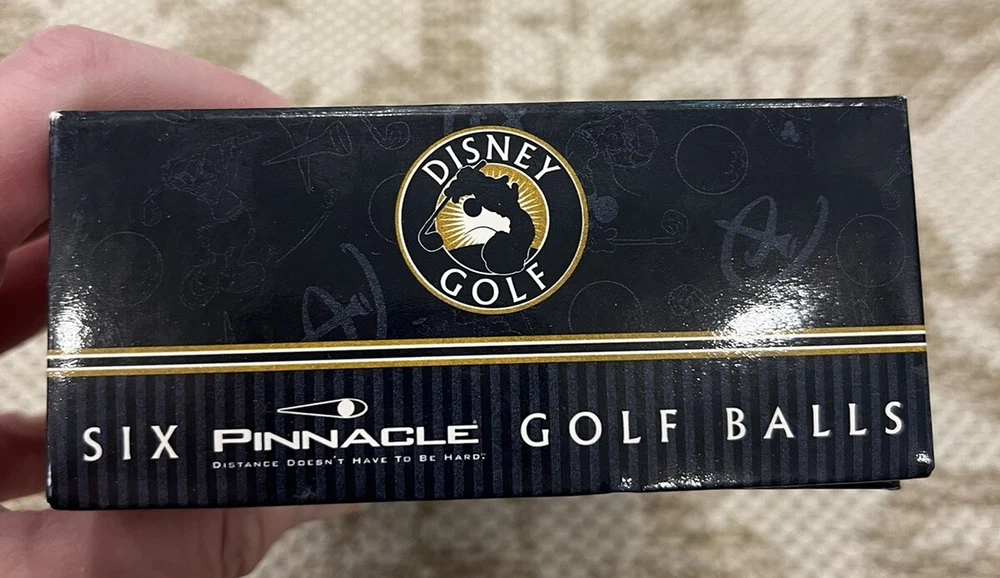 DISNEY
GOLF
SIX PINNACLE GOLF BALLS
DISTANCE DOESN'T HAVE TO BE HARD.